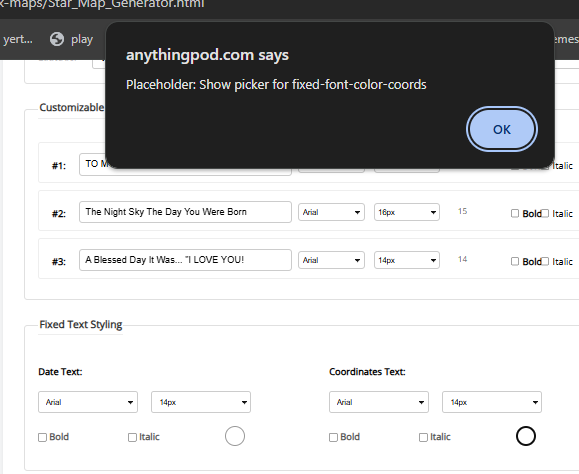 x-maps/Star_Map_Generator.html
yert...
play
anythingpod.com says
Placeholder: Show picker for fixed-font-color-coords
OK
Customizable
#1:
TO M
Italic
#2:
The Night Sky The Day You Were Born
Arial
16px
15
Bold
Italic
#3:
A Blessed Day It Was... "I LOVE YOU!
Arial
14px
14
Bold
Italic
Fixed Text Styling
Date Text:
Coordinates Text:
Arial
14px
Arial
14px
Bold
Italic
Bold
Italic